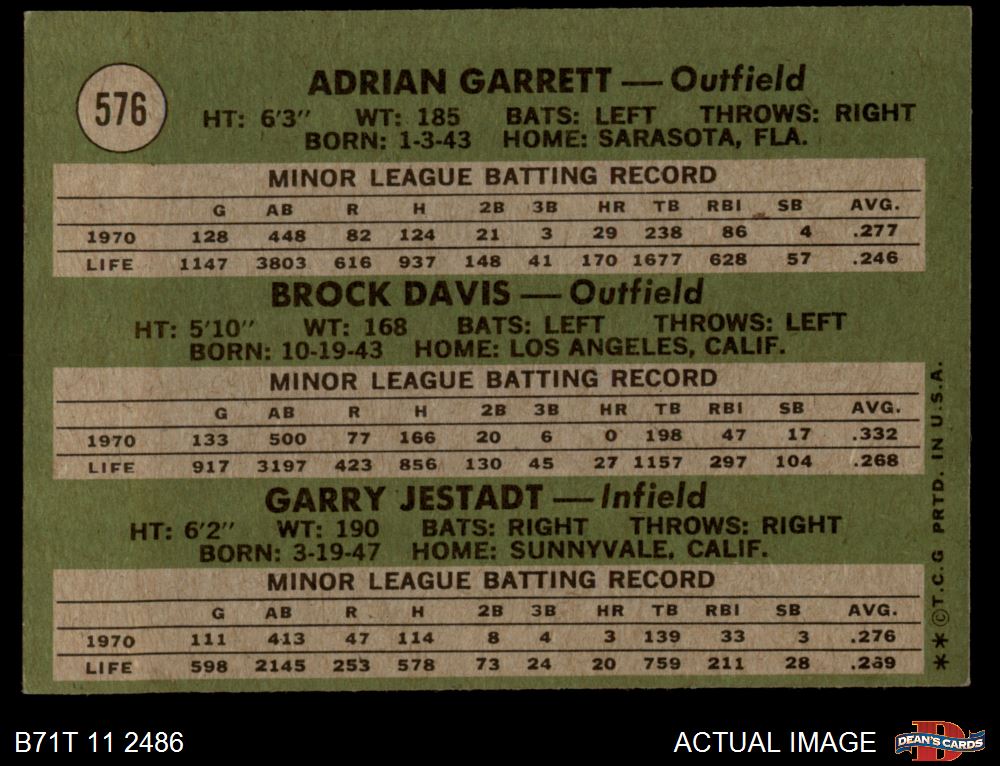 576
ADRIAN GARRETT — Outfield
HT: 6'3" WT: 185 BATS: LEFT THROWS: RIGHT
BORN: 1-3-43 HOME: SARASOTA, FLA.
MINOR LEAGUE BATTING RECORD
G AB R H 2B 3B HR TB RBI SB AVG.
1970 128 448 82 124 21 3 29 238 86 4 .277
LIFE 1147 3803 616 937 148 41 170 1677 628 57 .246
BROCK DAVIS — Outfield
HT: 5'10" WT: 168 BATS: LEFT THROWS: LEFT
BORN: 10-19-43 HOME: LOS ANGELES, CALIF.
MINOR LEAGUE BATTING RECORD
G AB R H 2B 3B HR TB RBI SB AVG.
1970 133 500 77 166 20 6 0 198 47 17 .332
LIFE 917 3197 423 856 130 45 27 1157 297 104 .268
GARRY JESTADT — Infield
HT: 6'2" WT: 190 BATS: RIGHT THROWS: RIGHT
BORN: 3-19-47 HOME: SUNNYVALE, CALIF.
MINOR LEAGUE BATTING RECORD
G AB R H 2B 3B HR TB RBI SB AVG.
1970 111 413 47 114 8 4 3 139 33 3 .276
LIFE 598 2145 253 578 73 24 20 759 211 28 .269
**©T.C.G PRTD. IN U.S.A.
B71T 11 2486
ACTUAL IMAGE
DEAN'S CARDS